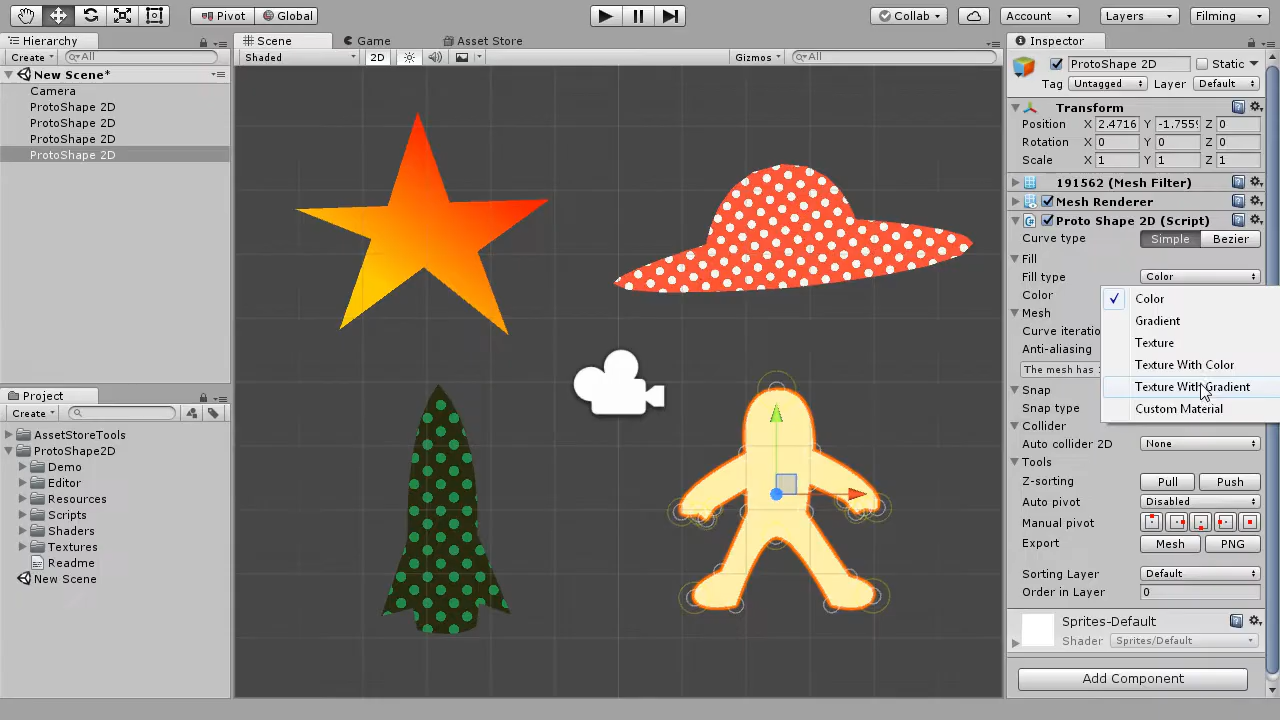 Pivot Global Collab Account Layers Filming
Hierarchy
Create All
New Scene*
Camera
ProtoShape 2D
ProtoShape 2D
ProtoShape 2D
ProtoShape 2D
Project
Create
AssetStoreTools
ProtoShape2D
Demo
Editor
Resources
Scripts
Shaders
Textures
Readme
New Scene
Scene Game Asset Store
Shaded 2D Gizmos All
Inspector
ProtoShape 2D Static
Tag Untagged Layer Default
Transform
Position X 2.4716 Y -1.755 Z 0
Rotation X 0 Y 0 Z 0
Scale X 1 Y 1 Z 1
191562 (Mesh Filter)
Mesh Renderer
Proto Shape 2D (Script)
Curve type Simple Bezier
Fill
Fill type Color
Color
Mesh
Curve iteratio
Anti-aliasing
The mesh has
Color
Gradient
Texture
Texture With Color
Texture With Gradient
Custom Material
Snap
Snap type
Collider
Auto collider 2D None
Tools
Z-sorting Pull Push
Auto pivot Disabled
Manual pivot
Export Mesh PNG
Sorting Layer Default
Order in Layer 0
Sprites-Default
Shader Sprites/Default
Add Component